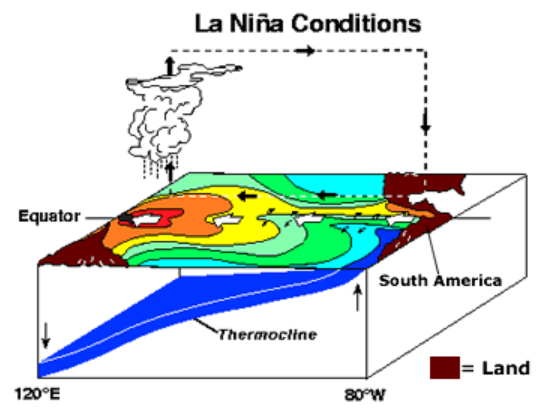 La Niña Conditions
Equator
South America
Thermocline
= Land
120°E
80°W